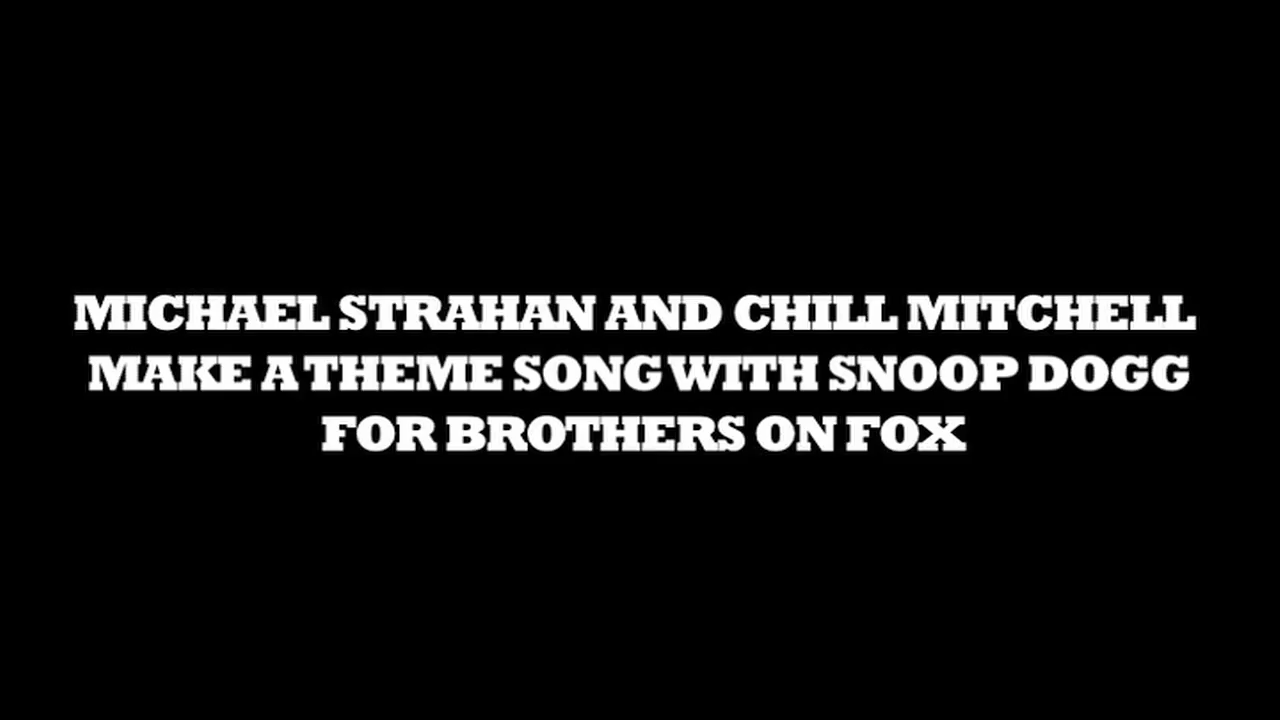 MICHAEL STRAHAN AND CHILL MITCHELL
MAKE A THEME SONG WITH SNOOP DOGG
FOR BROTHERS ON FOX